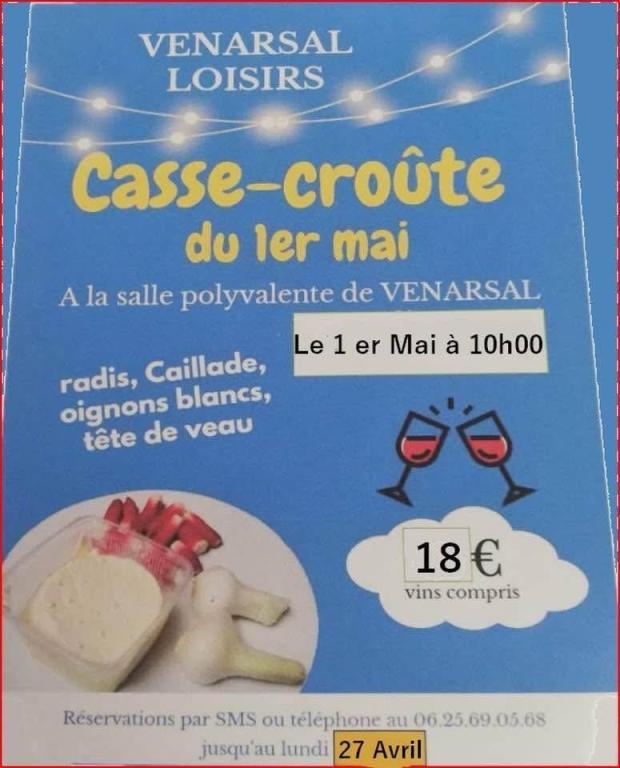 VENARSAL
LOISIRS
Casse-croûte
du 1er mai
A la salle polyvalente de VENARSAL
Le 1 er Mai à 10h00
radis, Caillade,
oignons blancs,
tête de veau
18 €
vins compris
Réservations par SMS ou téléphone au 06.25.69.05.68
jusqu'au lundi 27 Avril